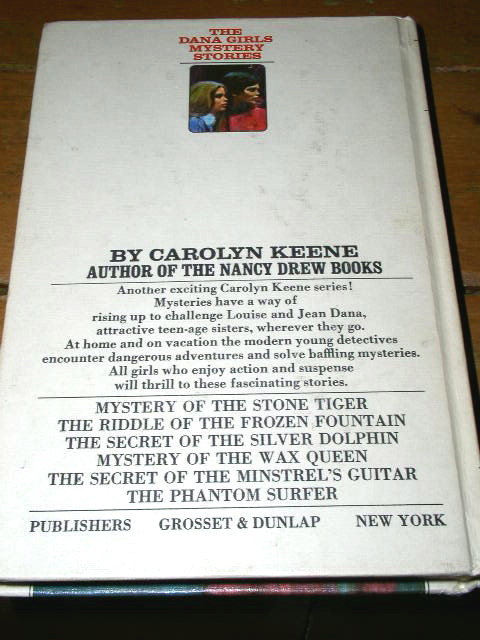 THE
DANA GIRLS
MYSTERY
STORIES
BY CAROLYN KEENE
AUTHOR OF THE NANCY DREW BOOKS
Another exciting Carolyn Keene series!
Mysteries have a way of
rising up to challenge Louise and Jean Dana,
attractive teen-age sisters, wherever they go.
At home and on vacation the modern young detectives
encounter dangerous adventures and solve baffling mysteries.
All girls who enjoy action and suspense
will thrill to these fascinating stories.
MYSTERY OF THE STONE TIGER
THE RIDDLE OF THE FROZEN FOUNTAIN
THE SECRET OF THE SILVER DOLPHIN
MYSTERY OF THE WAX QUEEN
THE SECRET OF THE MINSTREL'S GUITAR
THE PHANTOM SURFER
PUBLISHERS GROSSET & DUNLAP NEW YORK